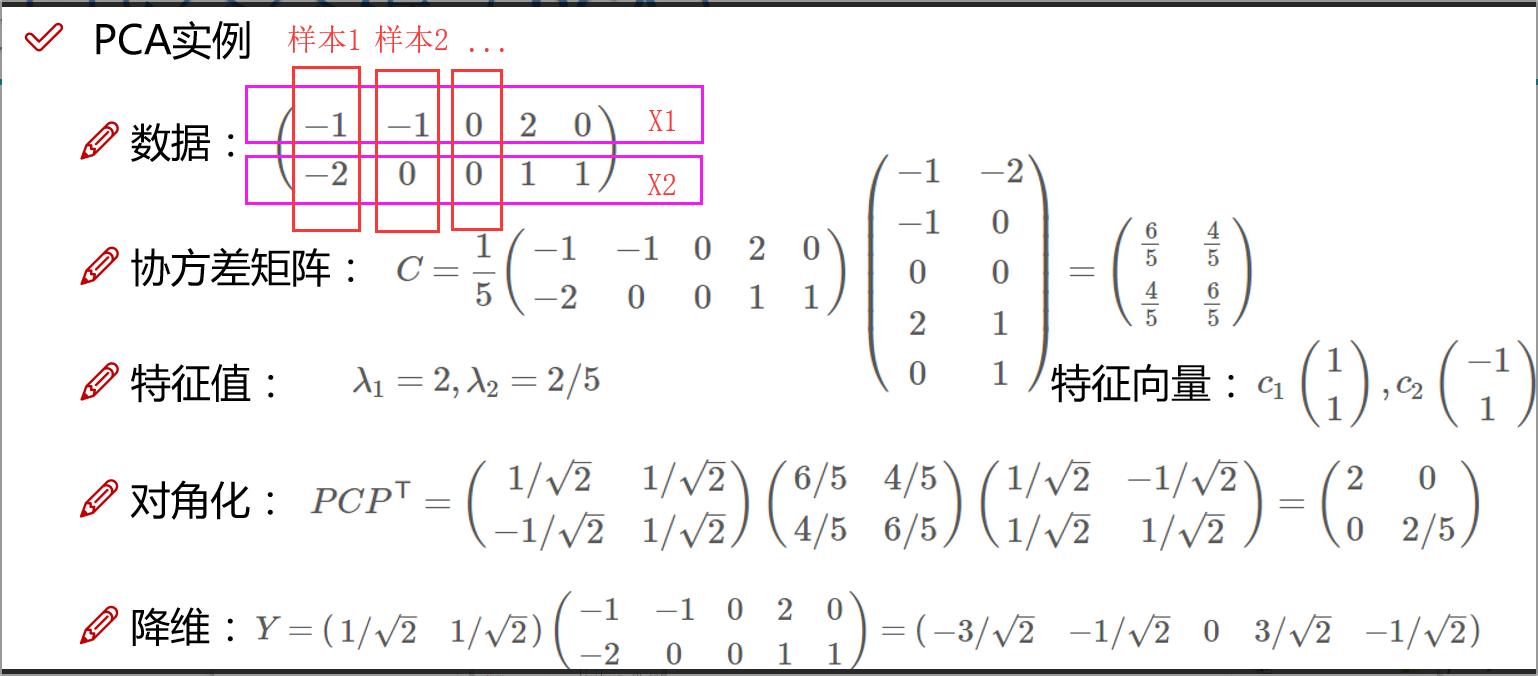 PCA实例 样本1 样本2 ...
数据： $\begin{pmatrix} -1 & -1 & 0 & 2 & 0 \\ -2 & 0 & 0 & 1 & 1 \end{pmatrix}$ X1 X2
协方差矩阵： $C = \frac{1}{5}\begin{pmatrix} -1 & -1 & 0 & 2 & 0 \\ -2 & 0 & 0 & 1 & 1 \end{pmatrix}\begin{pmatrix} -1 & -2 \\ -1 & 0 \\ 0 & 0 \\ 2 & 1 \\ 0 & 1 \end{pmatrix} = \begin{pmatrix} \frac{6}{5} & \frac{4}{5} \\ \frac{4}{5} & \frac{6}{5} \end{pmatrix}$
特征值： $\lambda_1 = 2, \lambda_2 = 2/5$ 特征向量： $c_1\begin{pmatrix} 1 \\ 1 \end{pmatrix}, c_2\begin{pmatrix} -1 \\ 1 \end{pmatrix}$
对角化： $PCP^{\mathsf{T}} = \begin{pmatrix} 1/\sqrt{2} & 1/\sqrt{2} \\ -1/\sqrt{2} & 1/\sqrt{2} \end{pmatrix}\begin{pmatrix} 6/5 & 4/5 \\ 4/5 & 6/5 \end{pmatrix}\begin{pmatrix} 1/\sqrt{2} & -1/\sqrt{2} \\ 1/\sqrt{2} & 1/\sqrt{2} \end{pmatrix} = \begin{pmatrix} 2 & 0 \\ 0 & 2/5 \end{pmatrix}$
降维： $Y = (1/\sqrt{2} \quad 1/\sqrt{2})\begin{pmatrix} -1 & -1 & 0 & 2 & 0 \\ -2 & 0 & 0 & 1 & 1 \end{pmatrix} = (-3/\sqrt{2} \quad -1/\sqrt{2} \quad 0 \quad 3/\sqrt{2} \quad -1/\sqrt{2})$